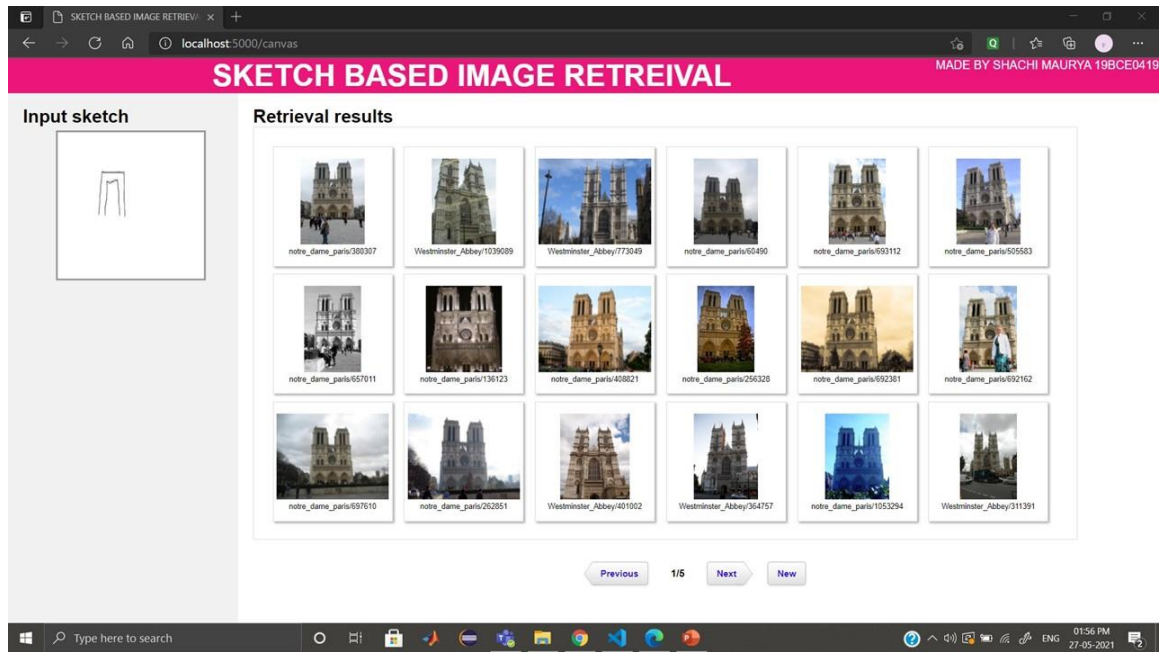 SKETCH BASED IMAGE RETRIEVA
localhost:5000/canvas
SKETCH BASED IMAGE RETREIVAL
MADE BY SHACHI MAURYA 19BCE0419
Input sketch
Retrieval results
notre_dame_paris/380307
Westminster_Abbey/1039089
Westminster_Abbey/773049
notre_dame_paris/60490
notre_dame_paris/693112
notre_dame_paris/505583
notre_dame_paris/657011
notre_dame_paris/136123
notre_dame_paris/408821
notre_dame_paris/256328
notre_dame_paris/692381
notre_dame_paris/692162
notre_dame_paris/697610
notre_dame_paris/262851
Westminster_Abbey/401002
Westminster_Abbey/364757
notre_dame_paris/1053294
Westminster_Abbey/311391
Previous
1/5
Next
New
Type here to search
ENG
01:56 PM
27-05-2021
2